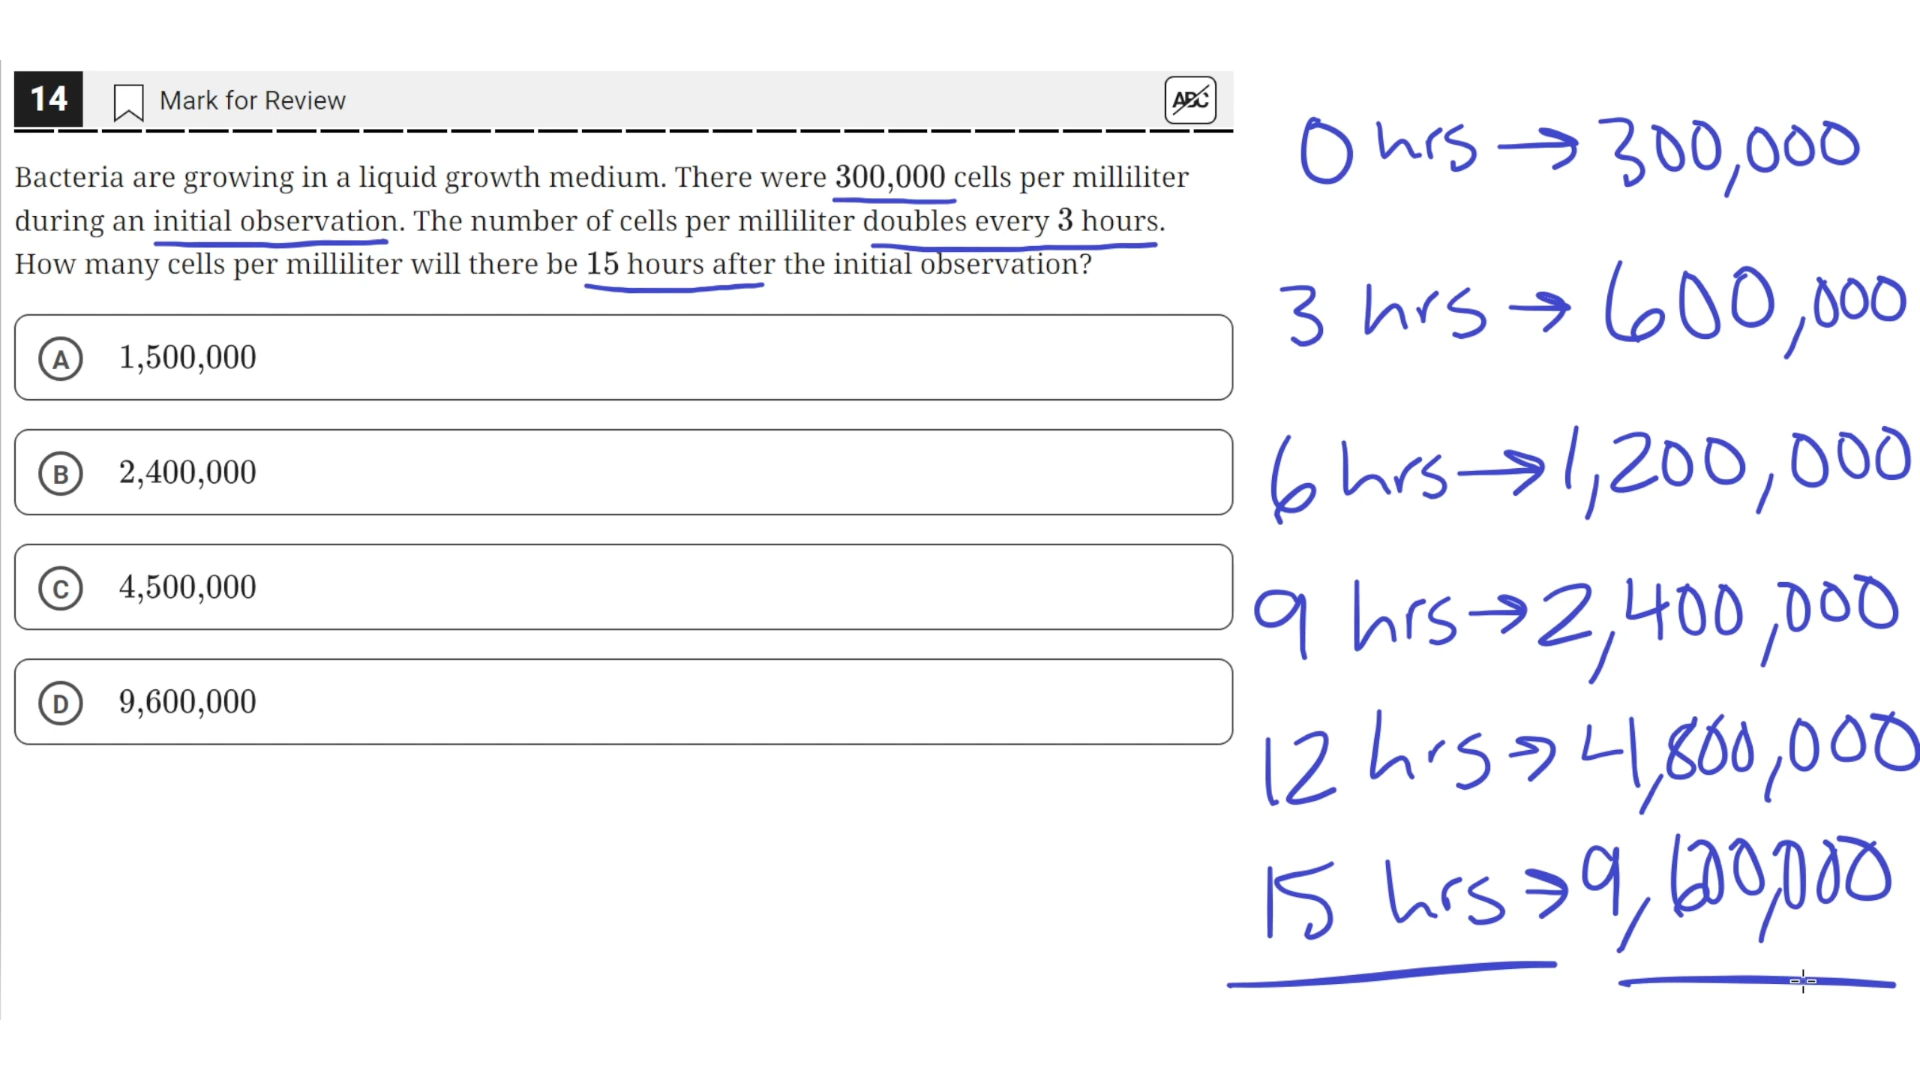 14 Mark for Review ABC
Bacteria are growing in a liquid growth medium. There were 300,000 cells per milliliter
during an initial observation. The number of cells per milliliter doubles every 3 hours.
How many cells per milliliter will there be 15 hours after the initial observation?
A 1,500,000
B 2,400,000
C 4,500,000
D 9,600,000
0 hrs → 300,000
3 hrs → 600,000
6 hrs → 1,200,000
9 hrs → 2,400,000
12 hrs → 4,800,000
15 hrs → 9,600,000